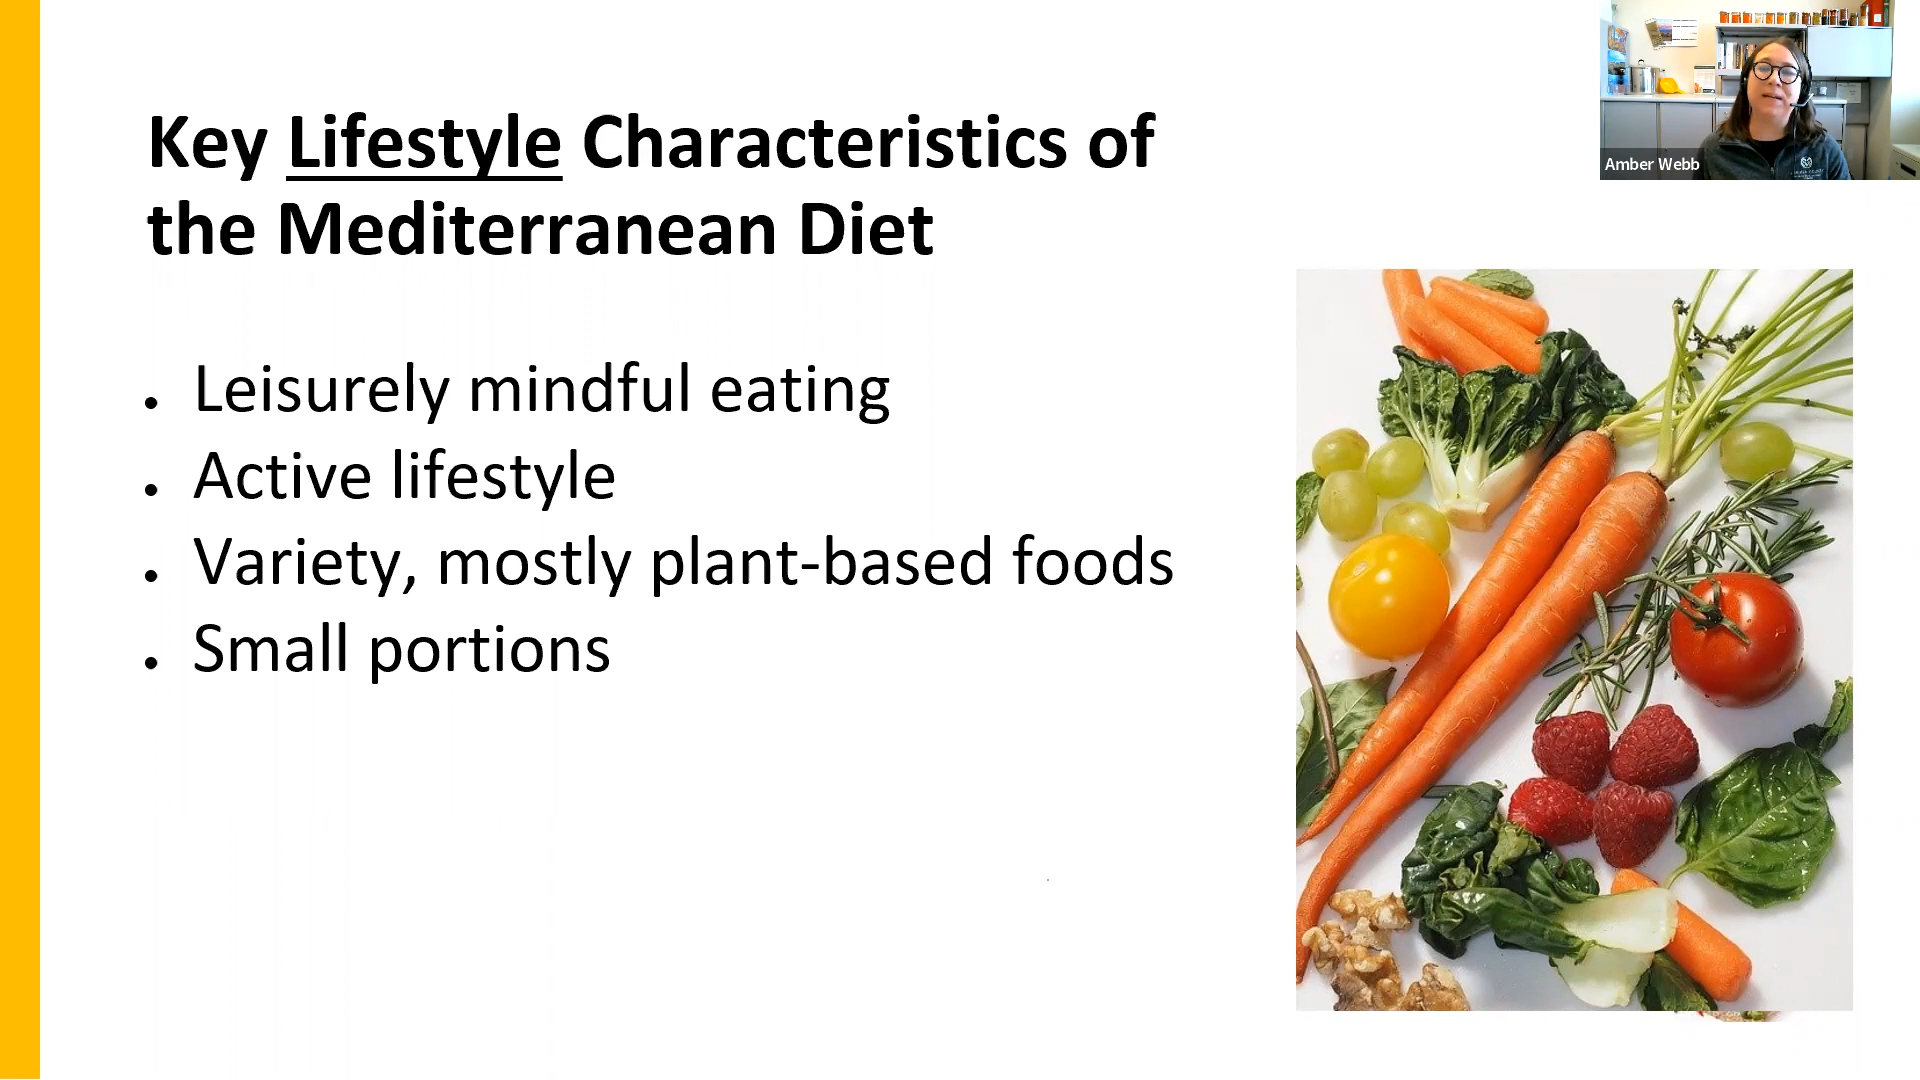 Key Lifestyle Characteristics of
the Mediterranean Diet
Amber Webb
• Leisurely mindful eating
• Active lifestyle
• Variety, mostly plant-based foods
• Small portions